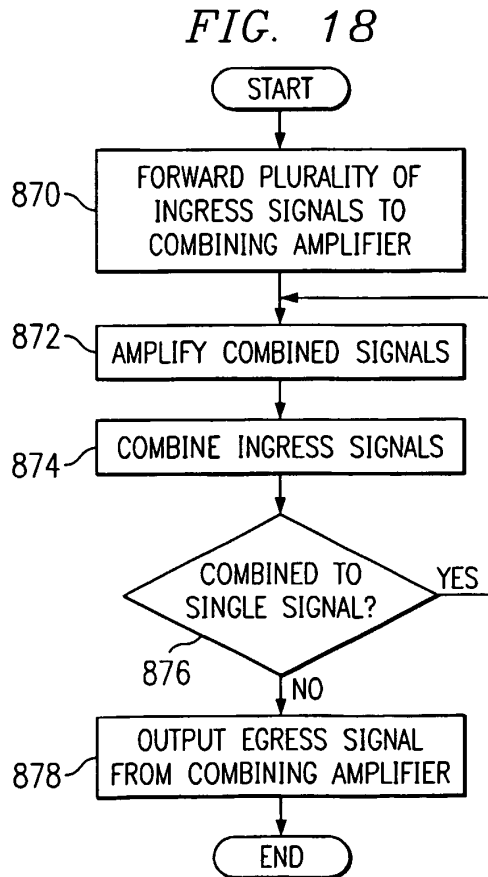 FIG. 18
START
870
FORWARD PLURALITY OF
INGRESS SIGNALS TO
COMBINING AMPLIFIER
872
AMPLIFY COMBINED SIGNALS
874
COMBINE INGRESS SIGNALS
COMBINED TO
SINGLE SIGNAL?
YES
876
NO
878
OUTPUT EGRESS SIGNAL
FROM COMBINING AMPLIFIER
END